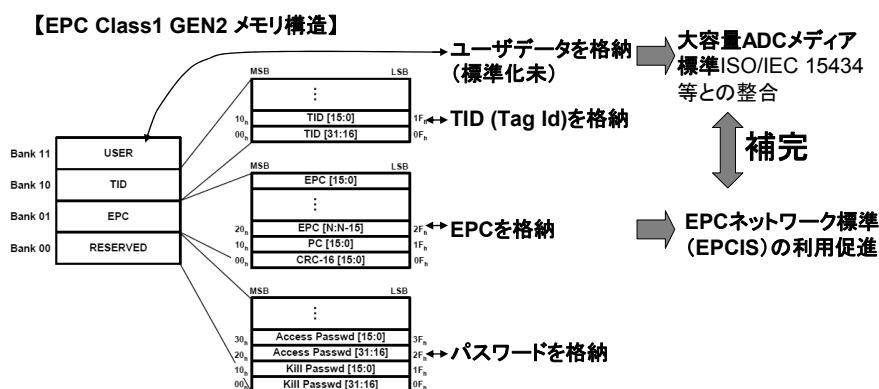 【EPC Class1 GEN2 メモリ構造】
ユーザデータを格納
（標準化未）
大容量ADCメディア
標準ISO/IEC 15434
等との整合
MSB LSB
⋮
10h TID [15:0] 1Fh
00h TID [31:16] 0Fh
TID (Tag Id)を格納
補完
Bank 11 USER
Bank 10 TID
Bank 01 EPC
Bank 00 RESERVED
MSB LSB
EPC [15:0]
⋮
20h EPC [N:N-15] 2Fh
10h PC [15:0] 1Fh
00h CRC-16 [15:0] 0Fh
EPCを格納
EPCネットワーク標準
（EPCIS）の利用促進
MSB LSB
⋮
30h Access Passwd [15:0] 3Fh
20h Access Passwd [31:16] 2Fh
10h Kill Passwd [15:0] 1Fh
00h Kill Passwd [31:16] 0Fh
パスワードを格納